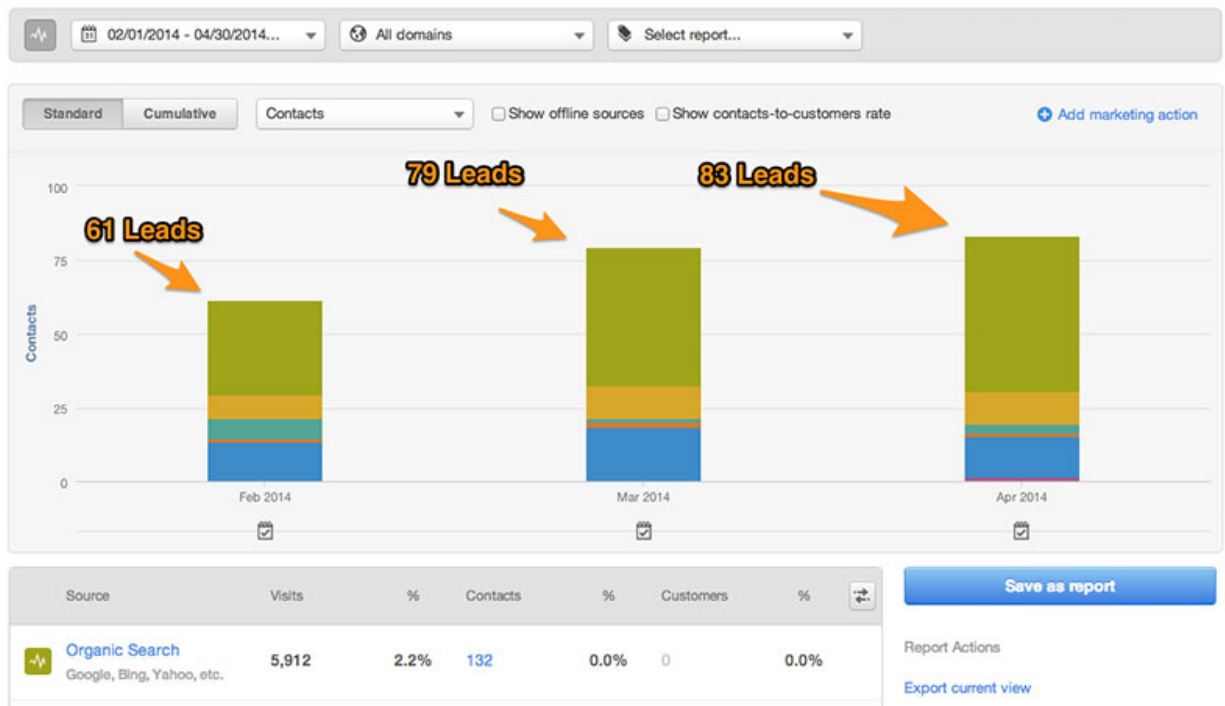 02/01/2014 - 04/30/2014...
All domains
Select report...
Standard
Cumulative
Contacts
Show offline sources
Show contacts-to-customers rate
Add marketing action
61 Leads
79 Leads
83 Leads
Contacts
100
75
50
25
0
Feb 2014
Mar 2014
Apr 2014
Source Visits % Contacts % Customers %
Organic Search
Google, Bing, Yahoo, etc.
5,912 2.2% 132 0.0% 0 0.0%
Save as report
Report Actions
Export current view